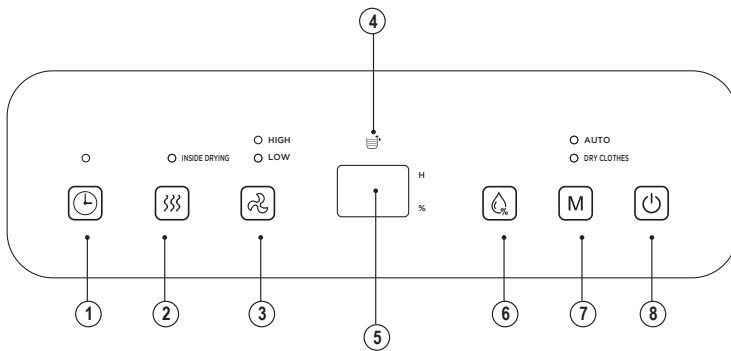 4
HIGH
AUTO
INSIDE DRYING
LOW
DRY CLOTHES
H
%
%
M
1
2
3
5
6
7
8